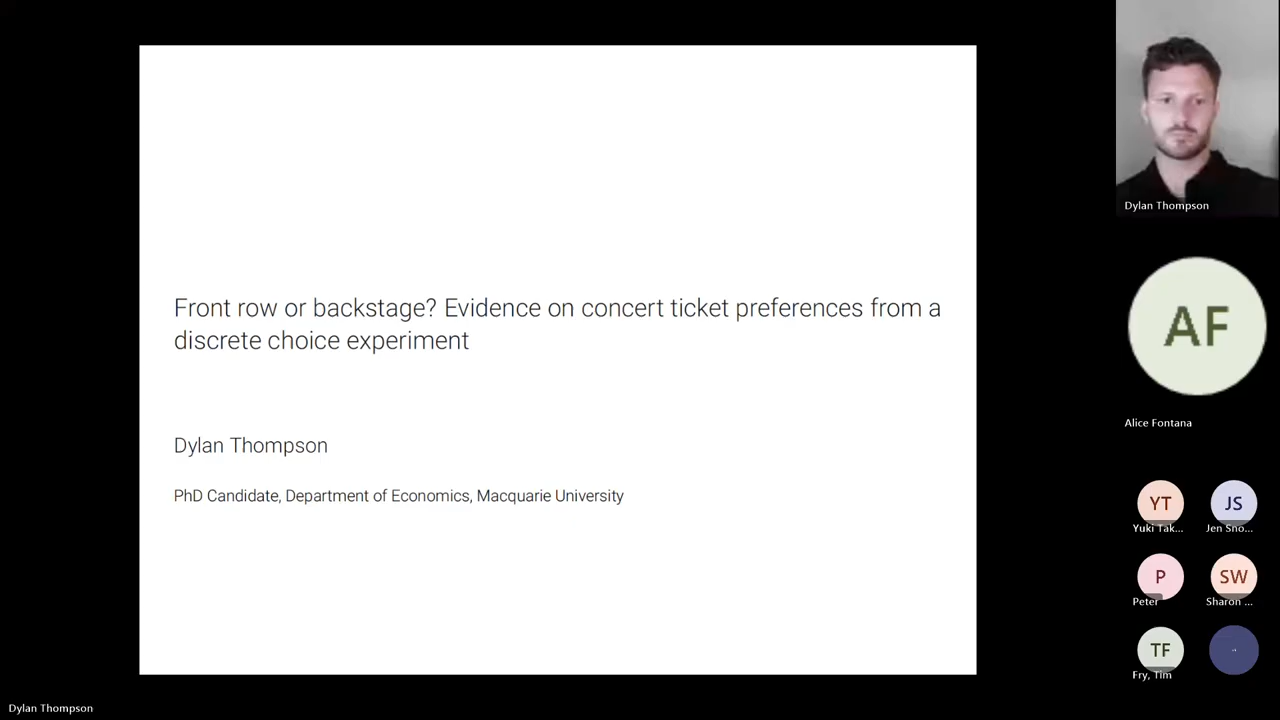 Front row or backstage? Evidence on concert ticket preferences from a
discrete choice experiment
Dylan Thompson
PhD Candidate, Department of Economics, Macquarie University
Dylan Thompson
AF
Alice Fontana
YT
JS
Yuki Tak...
Jen Sno...
P
SW
Peter
Sharon ...
TF
Fry, Tim
Dylan Thompson